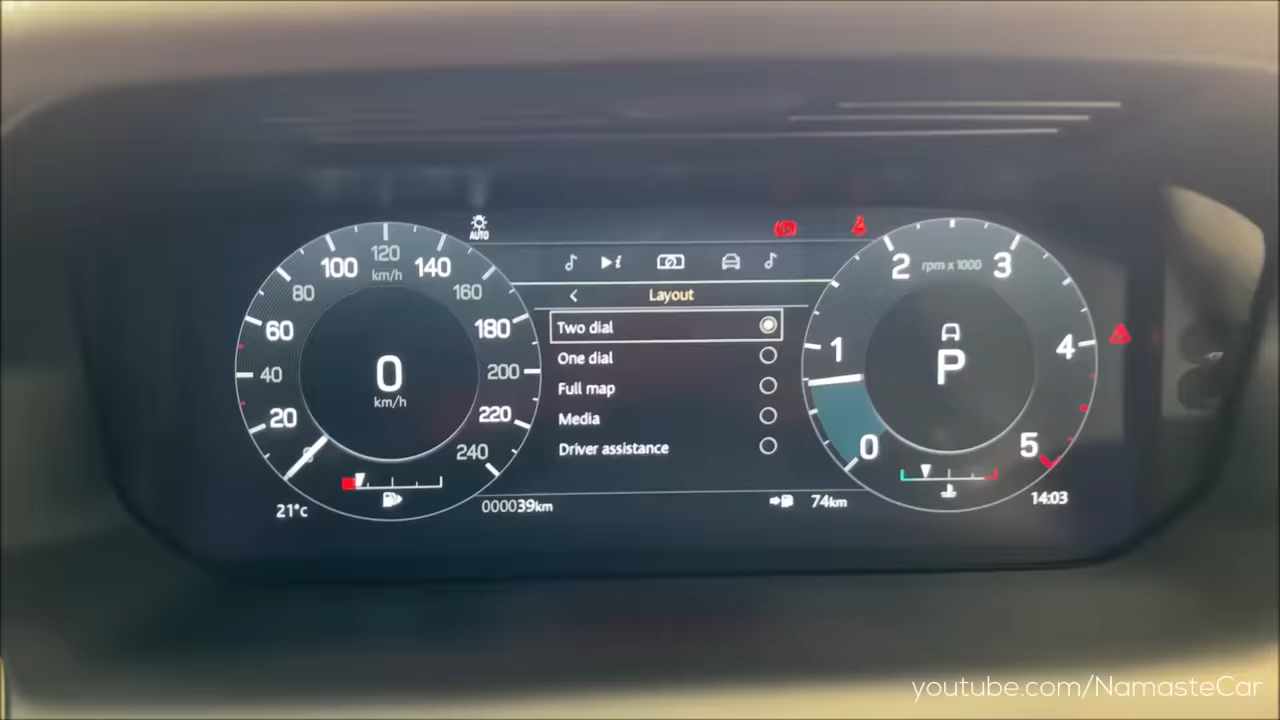 AUTO
120
km/h
100
140
80
160
60
180
40
200
20
220
240
0
km/h
21°c
Layout
Two dial
One dial
Full map
Media
Driver assistance
000039km
74km
2
rpm x 1000
3
1
4
0
5
A
P
14:03
youtube.com/NamasteCar